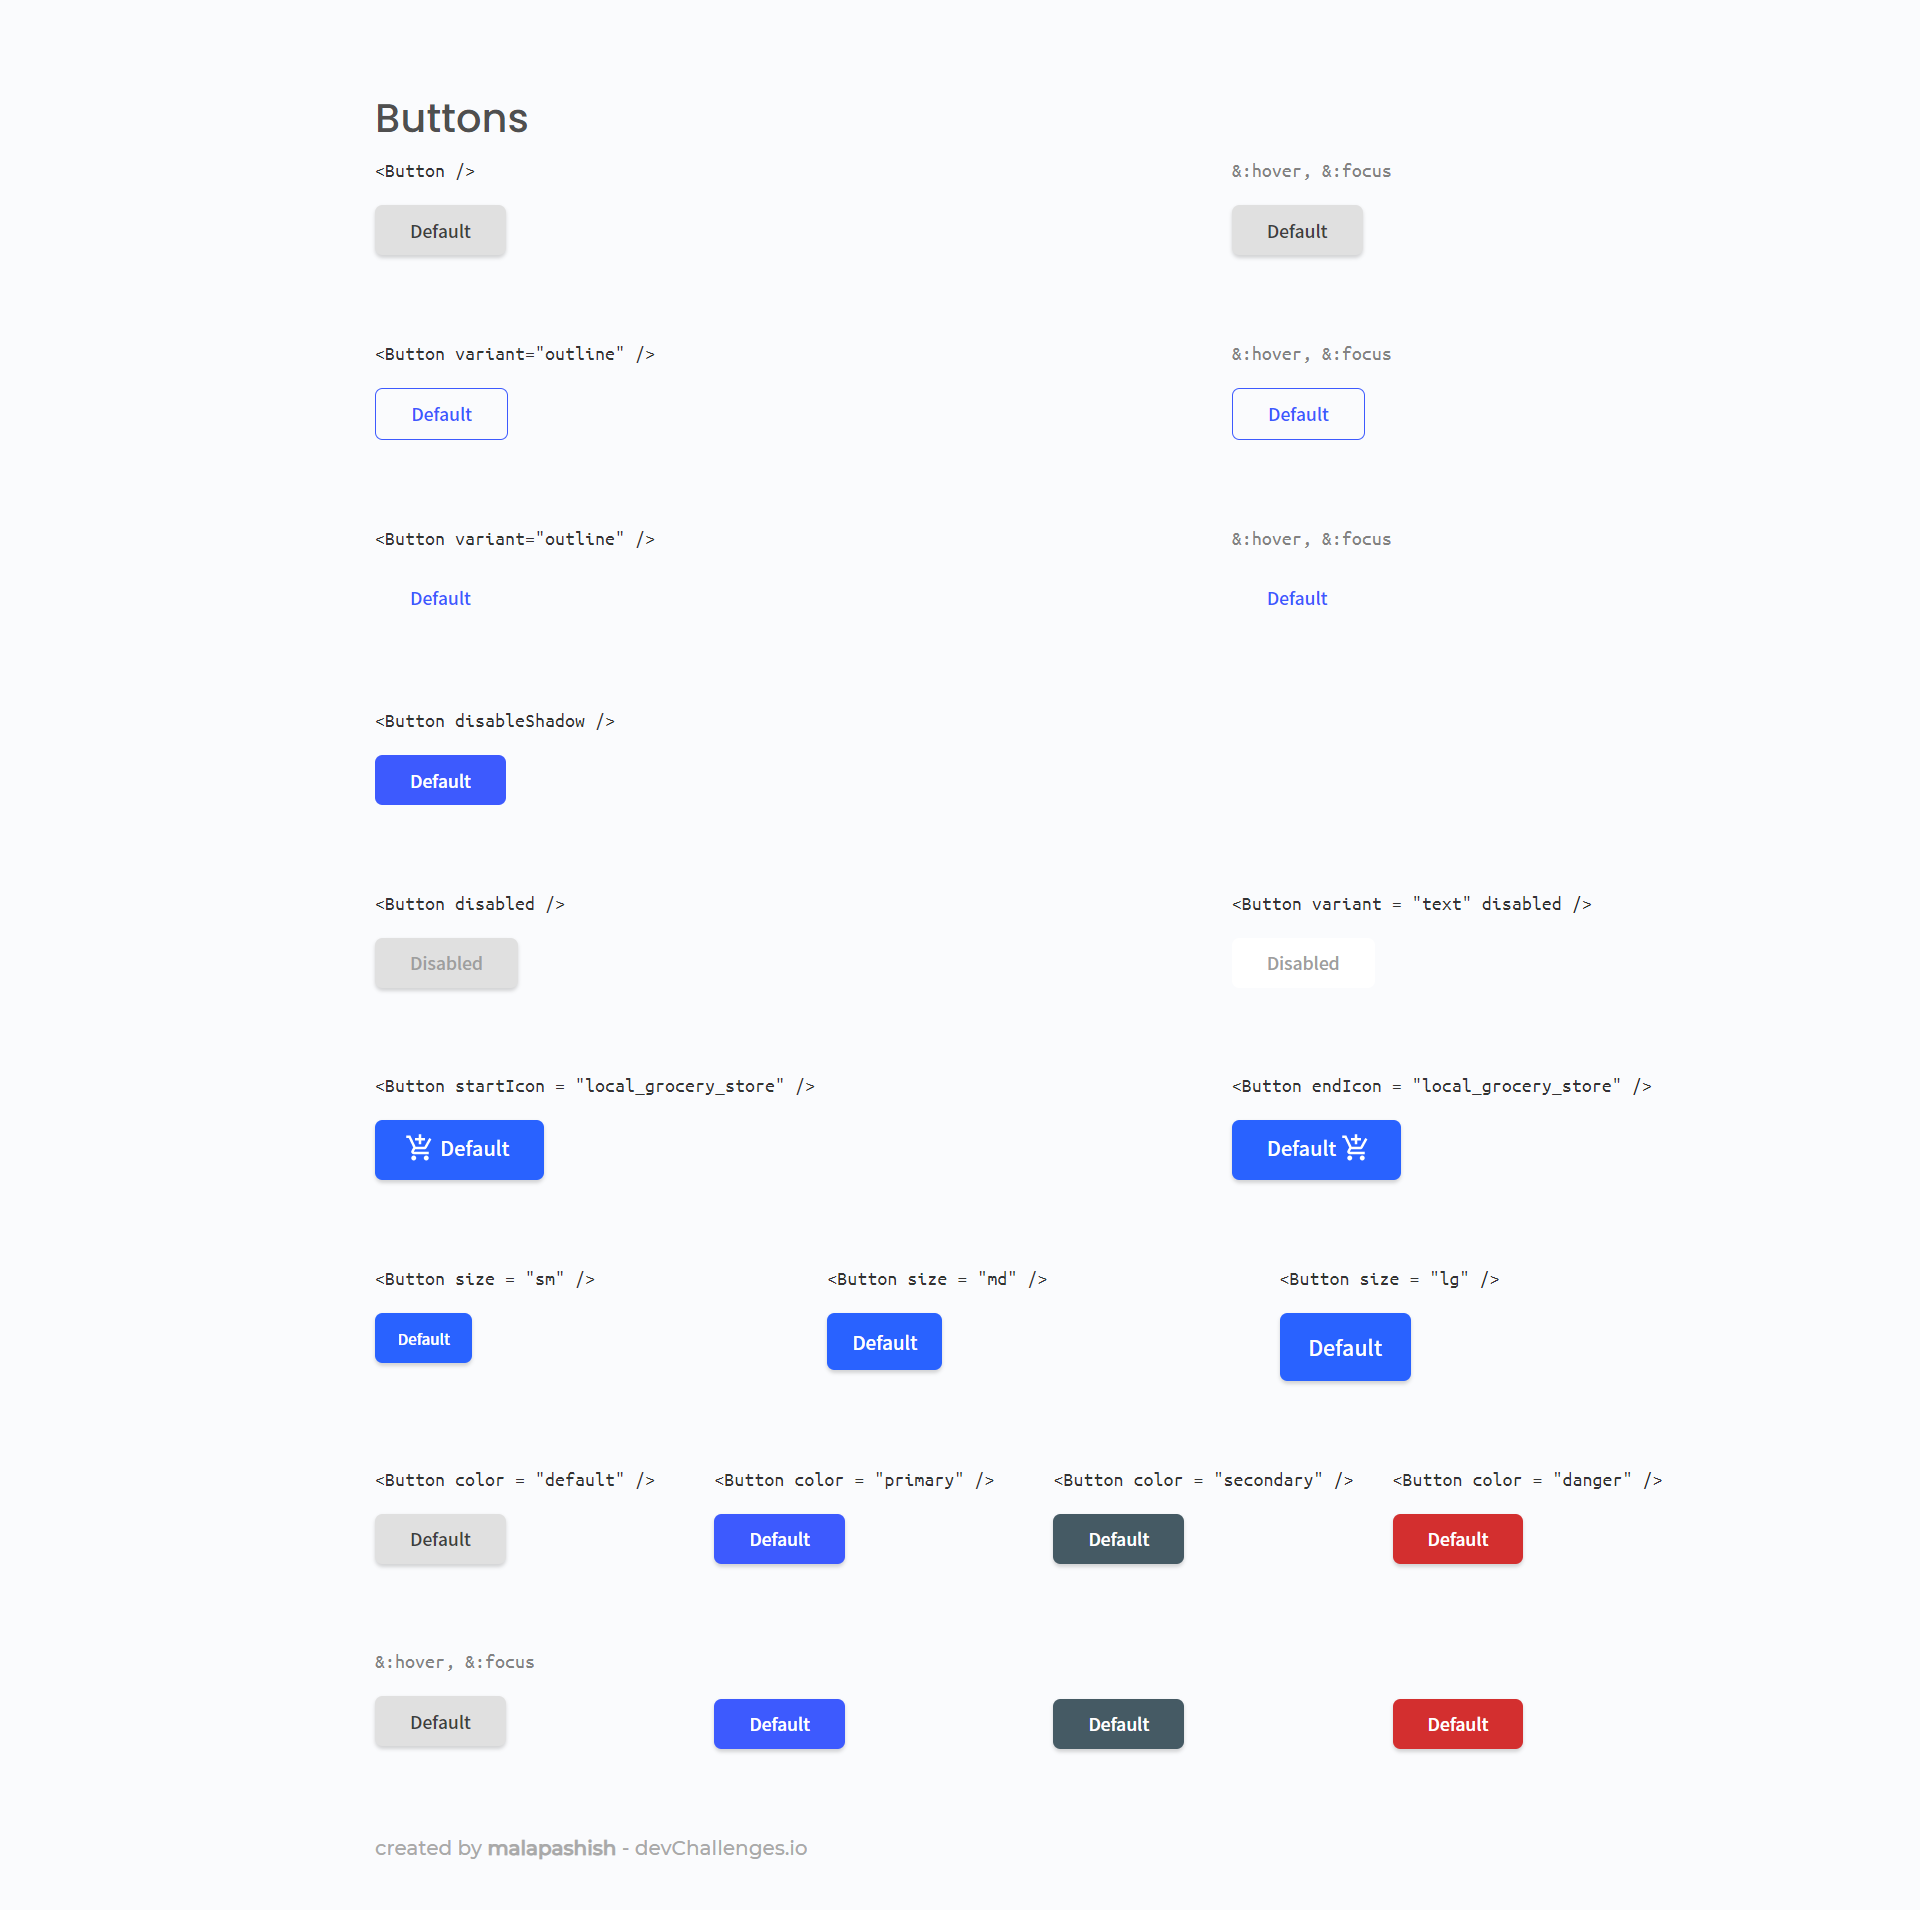 Buttons
<Button /> &:hover, &:focus
Default Default
<Button variant="outline" /> &:hover, &:focus
Default Default
<Button variant="outline" /> &:hover, &:focus
Default Default
<Button disableShadow />
Default
<Button disabled /> <Button variant = "text" disabled />
Disabled Disabled
<Button startIcon = "local_grocery_store" /> <Button endIcon = "local_grocery_store" />
Default Default
<Button size = "sm" /> <Button size = "md" /> <Button size = "lg" />
Default Default Default
<Button color = "default" /> <Button color = "primary" /> <Button color = "secondary" /> <Button color = "danger" />
Default Default Default Default
&:hover, &:focus
Default Default Default Default
created by malapashish - devChallenges.io